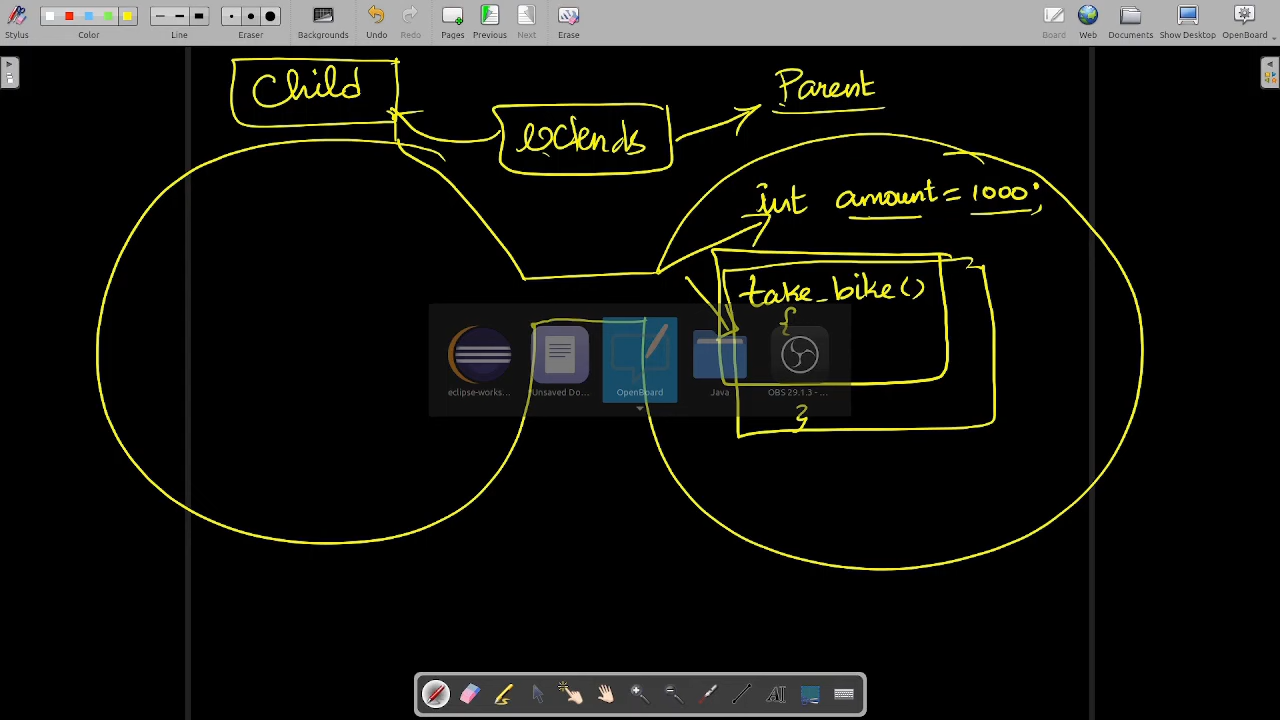 Stylus Color Line Eraser Backgrounds Undo Redo Pages Previous Next Erase Board Web Documents Show Desktop OpenBoard
Child
Parent
extends
int amount = 1000;
take_bike()
{
}
eclipse-works... *Unsaved Do... OpenBoard Java OBS 29.1.3 - ...
AI